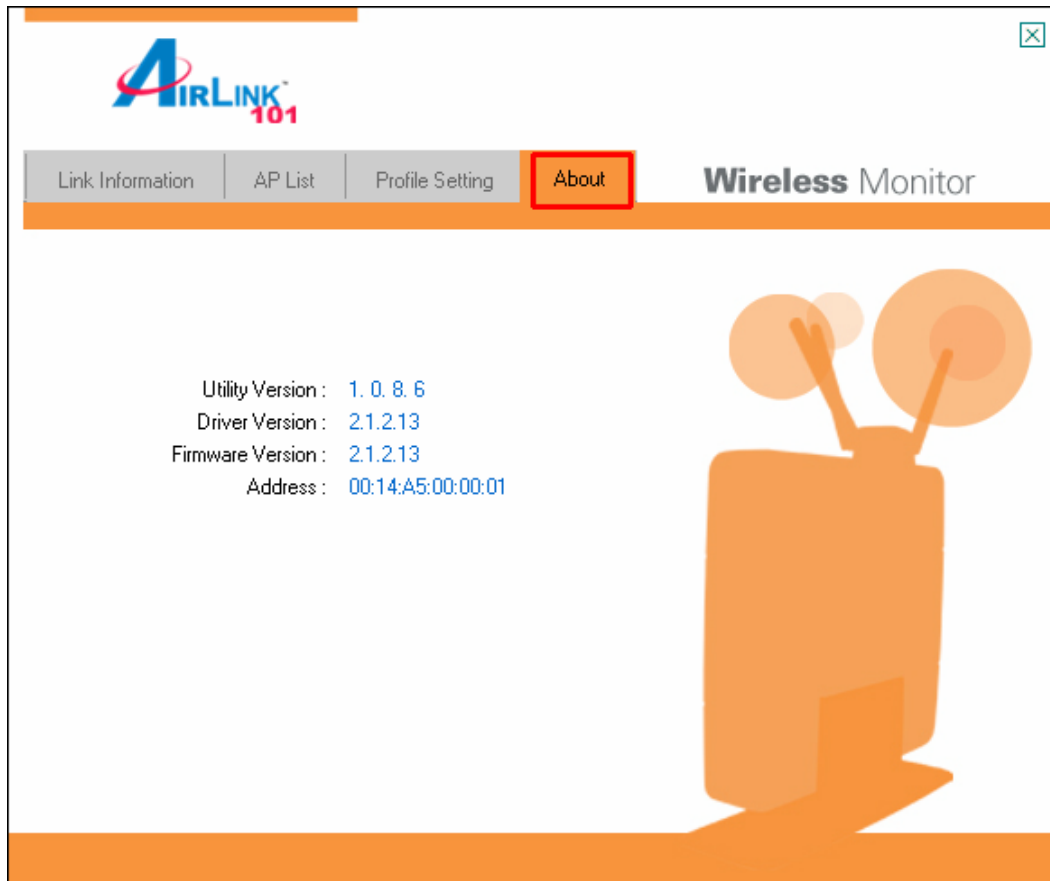 AIRLINK™
101
Link Information AP List Profile Setting About Wireless Monitor
Utility Version : 1. 0. 8. 6
Driver Version : 2.1.2.13
Firmware Version : 2.1.2.13
Address : 00:14:A5:00:00:01